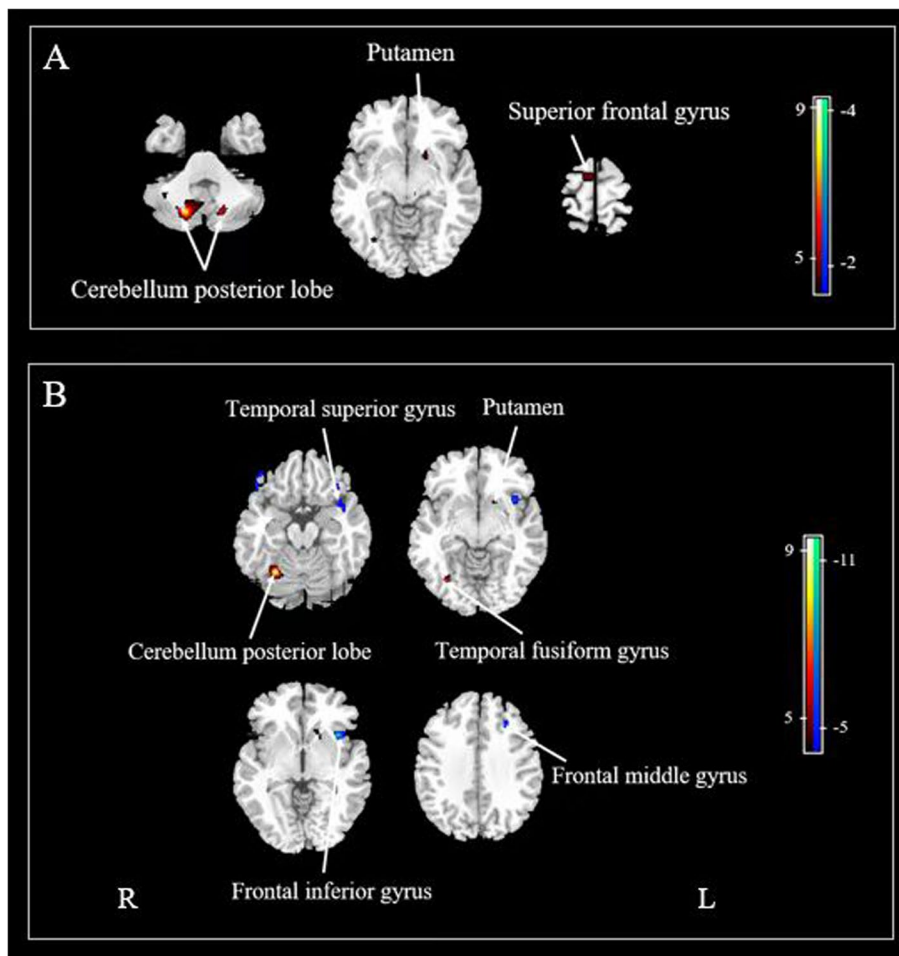 A
Putamen
Superior frontal gyrus
9
-4
5
-2
Cerebellum posterior lobe
B
Temporal superior gyrus
Putamen
9
-11
Cerebellum posterior lobe
Temporal fusiform gyrus
5
-5
Frontal middle gyrus
Frontal inferior gyrus
R
L